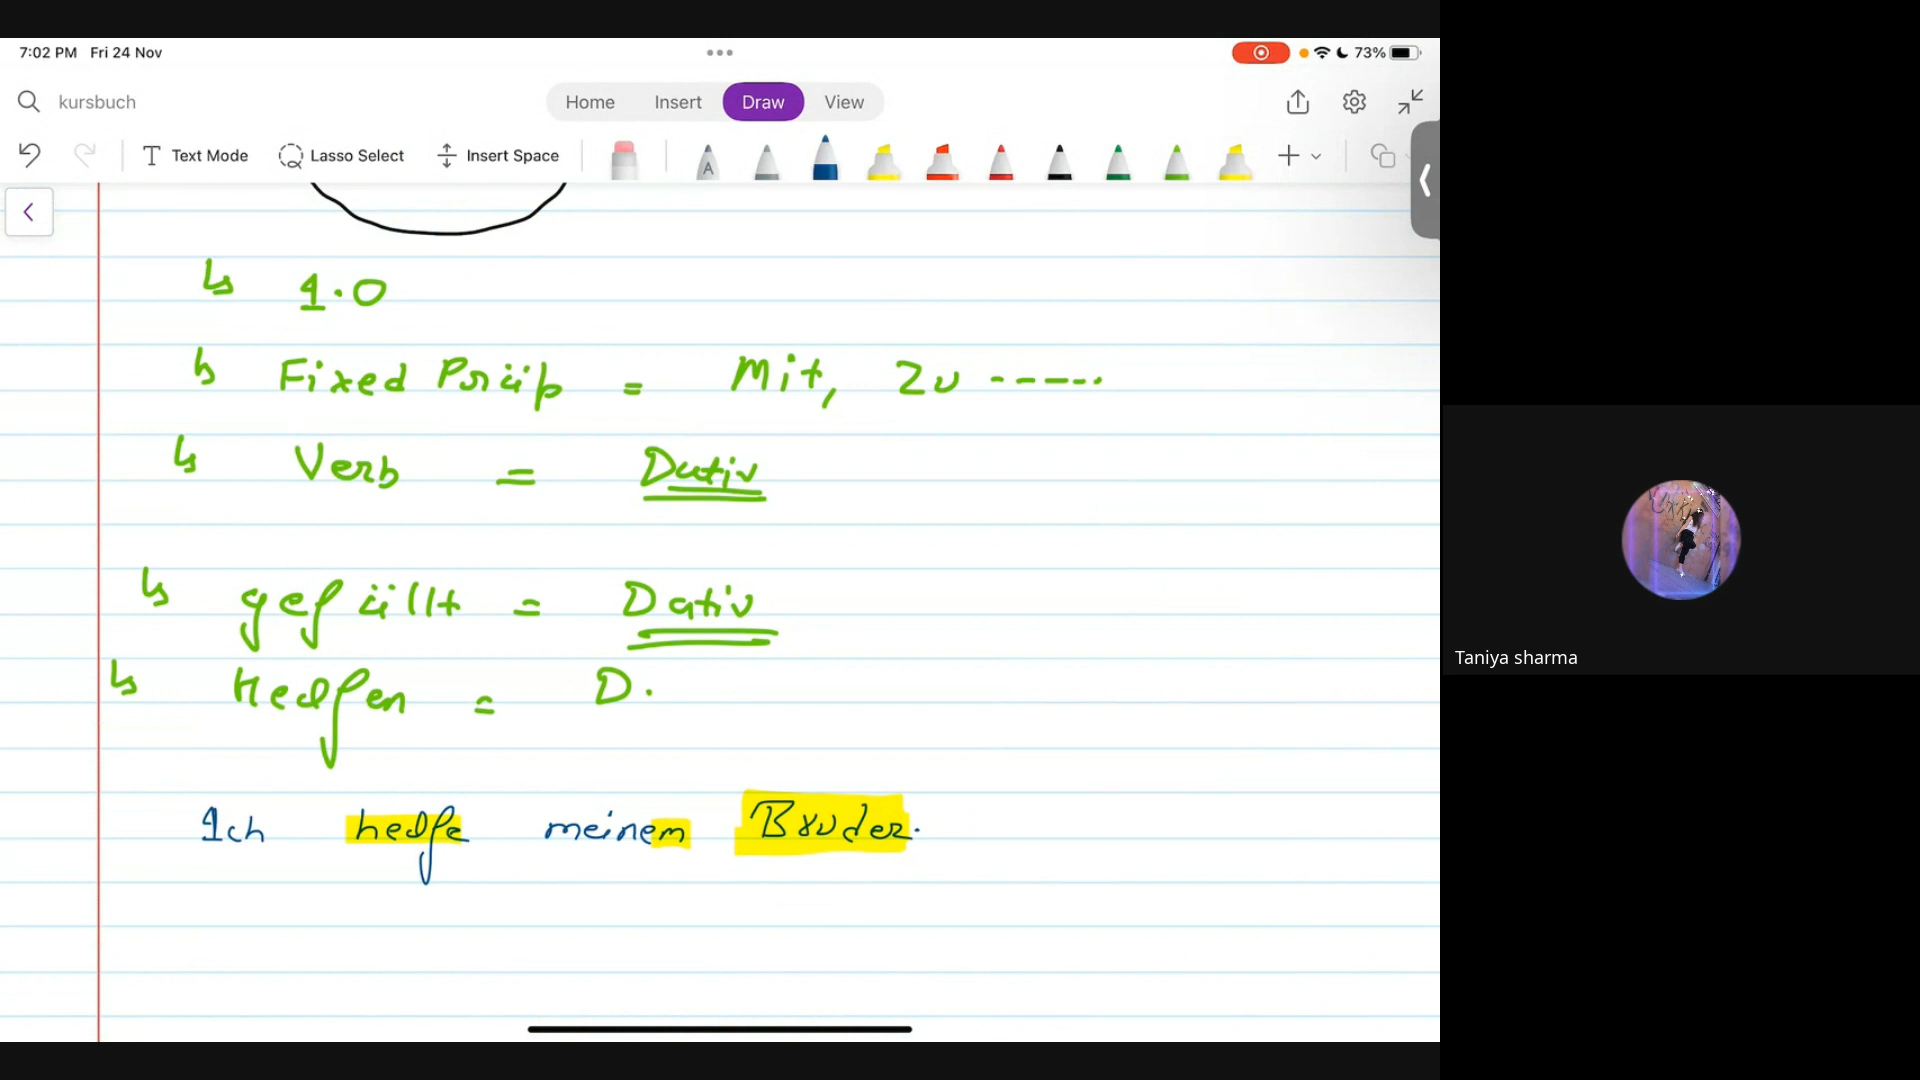 7:02 PM Fri 24 Nov
73%
kursbuch
Home Insert Draw View
Text Mode Lasso Select Insert Space
A
↳ 1.0
↳ Fixed Präp = Mit, Zu -----
↳ Verb = Dativ
↳ gefällt = Dativ
↳ Helfen = D.
Ich helfe meinem Bruder.
Taniya sharma